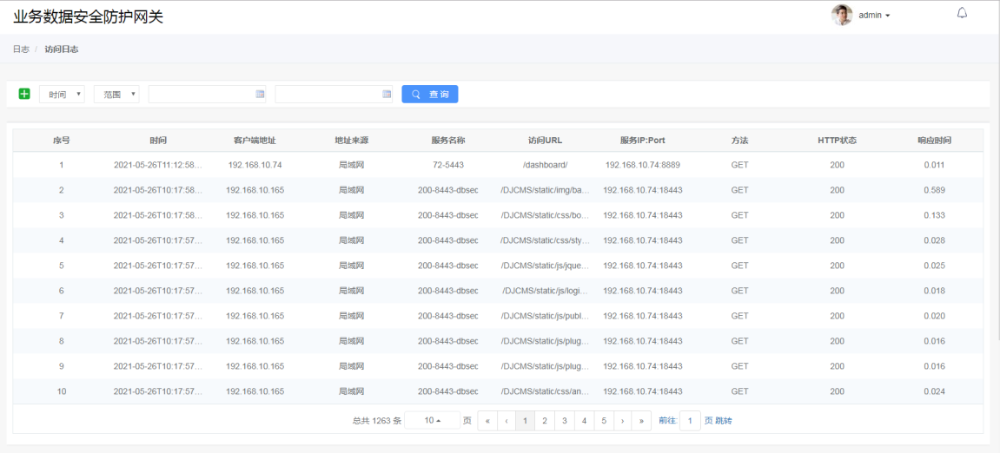 业务数据安全防护网关
admin
日志 / 访问日志
时间 范围 查 询
序号 时间 客户端地址 地址来源 服务名称 访问URL 服务IP:Port 方法 HTTP状态 响应时间
1 2021-05-26T11:12:58... 192.168.10.74 局域网 72-5443 /dashboard/ 192.168.10.74:8889 GET 200 0.011
2 2021-05-26T10:17:58... 192.168.10.165 局域网 200-8443-dbsec /DJCMS/static/img/ba... 192.168.10.74:18443 GET 200 0.589
3 2021-05-26T10:17:58... 192.168.10.165 局域网 200-8443-dbsec /DJCMS/static/css/bo... 192.168.10.74:18443 GET 200 0.133
4 2021-05-26T10:17:57... 192.168.10.165 局域网 200-8443-dbsec /DJCMS/static/css/sty... 192.168.10.74:18443 GET 200 0.028
5 2021-05-26T10:17:57... 192.168.10.165 局域网 200-8443-dbsec /DJCMS/static/js/jque... 192.168.10.74:18443 GET 200 0.025
6 2021-05-26T10:17:57... 192.168.10.165 局域网 200-8443-dbsec /DJCMS/static/js/logi... 192.168.10.74:18443 GET 200 0.018
7 2021-05-26T10:17:57... 192.168.10.165 局域网 200-8443-dbsec /DJCMS/static/js/publ... 192.168.10.74:18443 GET 200 0.020
8 2021-05-26T10:17:57... 192.168.10.165 局域网 200-8443-dbsec /DJCMS/static/js/plug... 192.168.10.74:18443 GET 200 0.016
9 2021-05-26T10:17:57... 192.168.10.165 局域网 200-8443-dbsec /DJCMS/static/js/plug... 192.168.10.74:18443 GET 200 0.016
10 2021-05-26T10:17:57... 192.168.10.165 局域网 200-8443-dbsec /DJCMS/static/css/an... 192.168.10.74:18443 GET 200 0.024
总共 1263 条 10 页 « ‹ 1 2 3 4 5 › » 前往 1 页 跳转